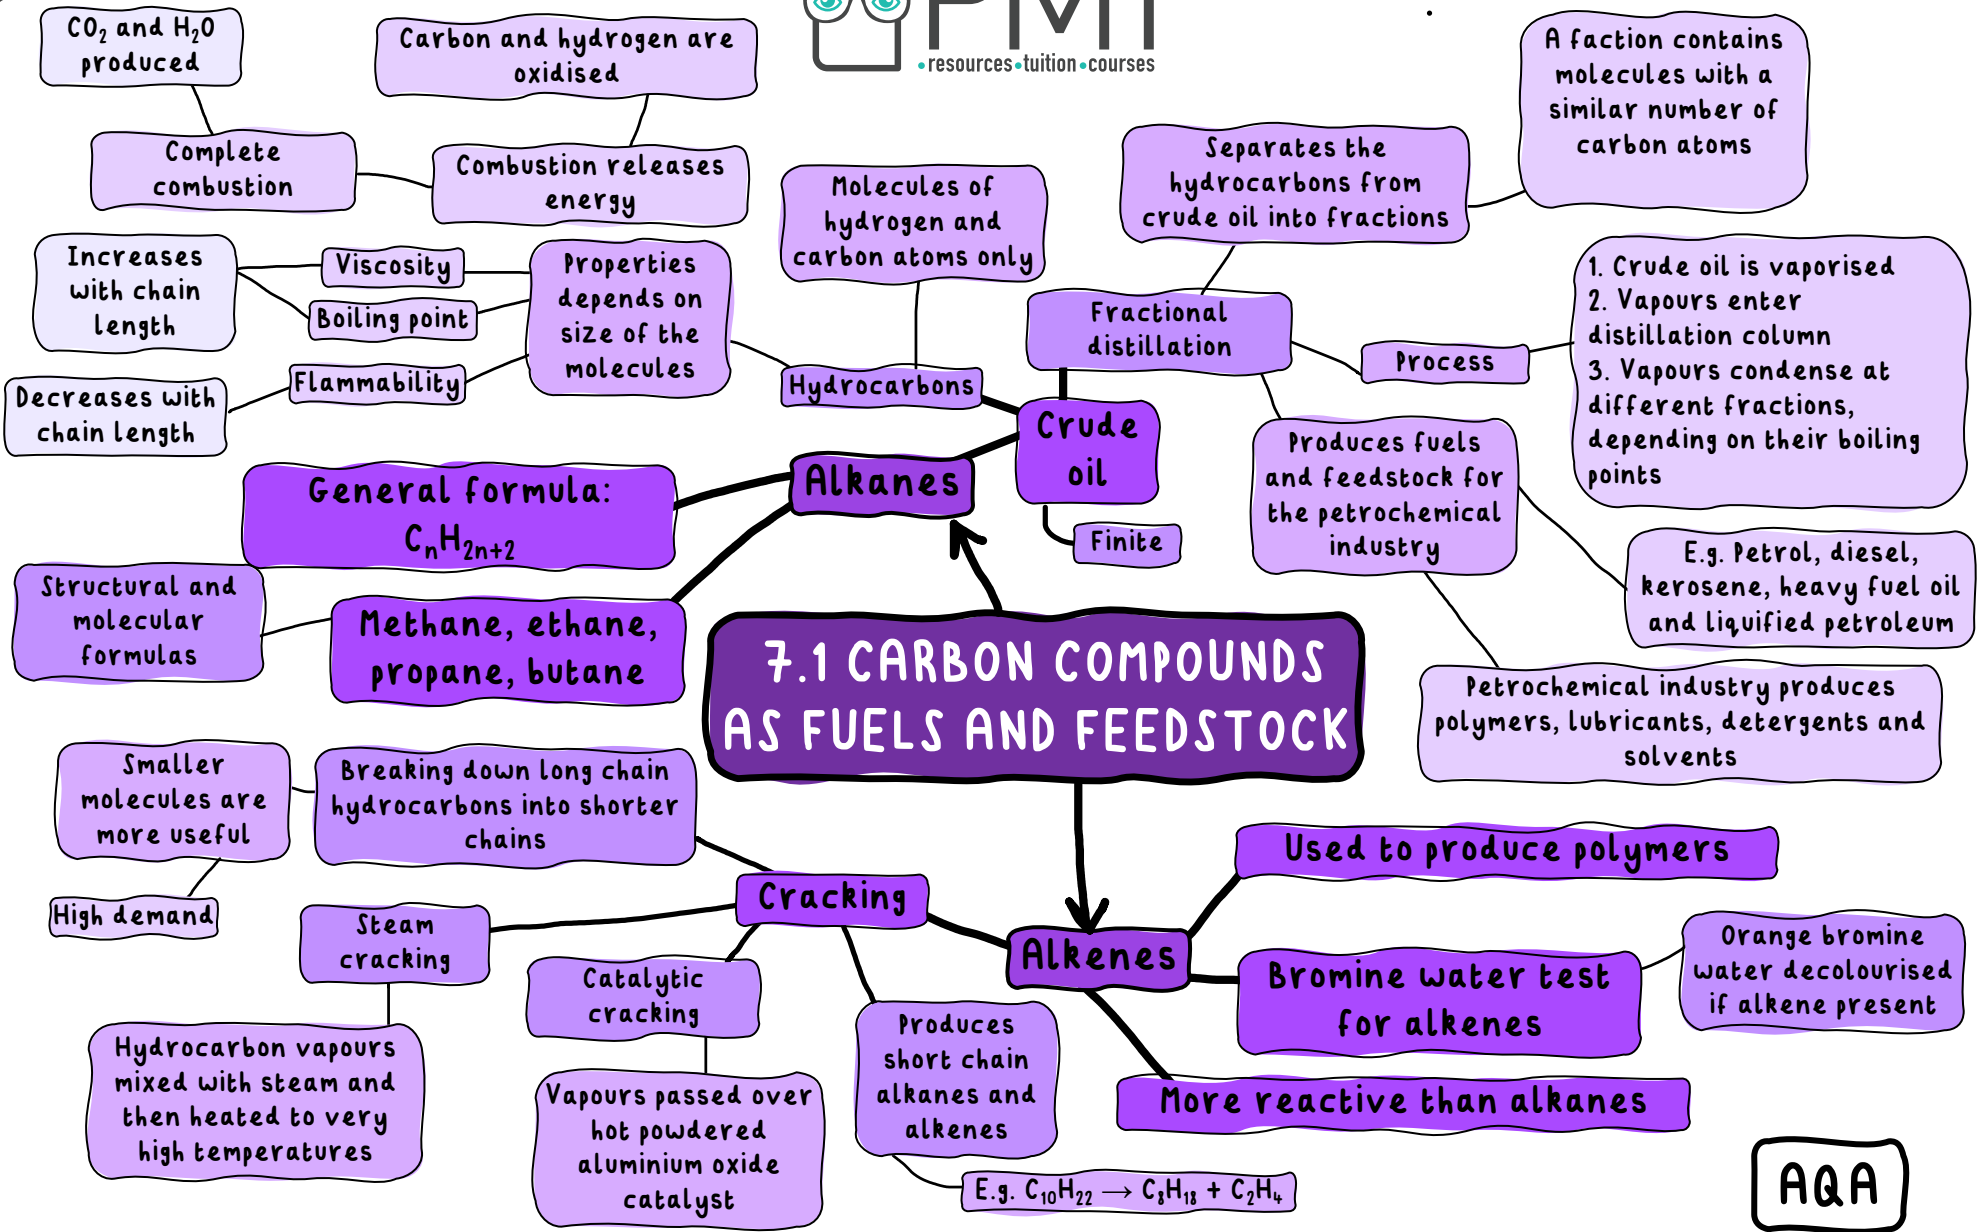 PMT
•resources•tuition•courses
CO₂ and H₂O
produced
Carbon and hydrogen are
oxidised
Complete
combustion
Combustion releases
energy
Molecules of
hydrogen and
carbon atoms only
Separates the
hydrocarbons from
crude oil into fractions
A faction contains
molecules with a
similar number of
carbon atoms
Increases
with chain
length
Viscosity
Boiling point
Properties
depends on
size of the
molecules
Decreases with
chain length
Flammability
Hydrocarbons
Fractional
distillation
Process
1. Crude oil is vaporised
2. Vapours enter
distillation column
3. Vapours condense at
different fractions,
depending on their boiling
points
Crude
oil
Alkanes
Finite
General formula:
CₙH₂ₙ₊₂
Produces fuels
and feedstock for
the petrochemical
industry
E.g. Petrol, diesel,
kerosene, heavy fuel oil
and liquified petroleum
Structural and
molecular
formulas
Methane, ethane,
propane, butane
7.1 CARBON COMPOUNDS
AS FUELS AND FEEDSTOCK
Petrochemical industry produces
polymers, lubricants, detergents and
solvents
Smaller
molecules are
more useful
Breaking down long chain
hydrocarbons into shorter
chains
High demand
Cracking
Steam
cracking
Catalytic
cracking
Alkenes
Used to produce polymers
Bromine water test
for alkenes
Orange bromine
water decolourised
if alkene present
More reactive than alkanes
Hydrocarbon vapours
mixed with steam and
then heated to very
high temperatures
Vapours passed over
hot powdered
aluminium oxide
catalyst
Produces
short chain
alkanes and
alkenes
E.g. C₁₀H₂₂ → C₈H₁₈ + C₂H₄
AQA